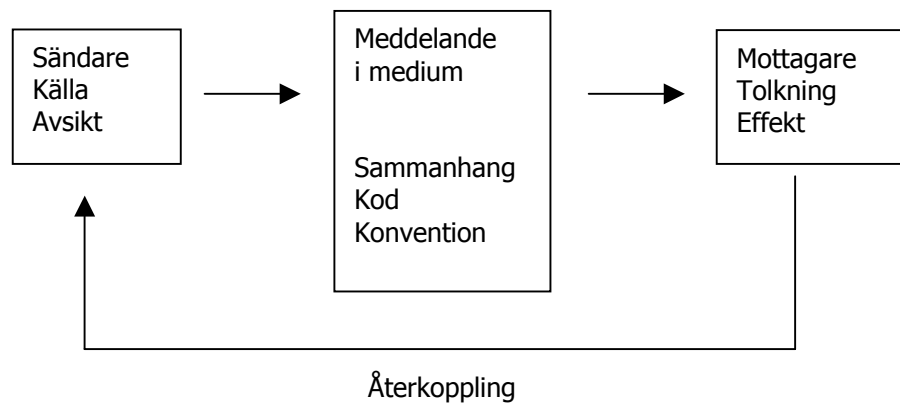 Sändare
Källa
Avsikt
Meddelande
i medium
Sammanhang
Kod
Konvention
Mottagare
Tolkning
Effekt
Återkoppling